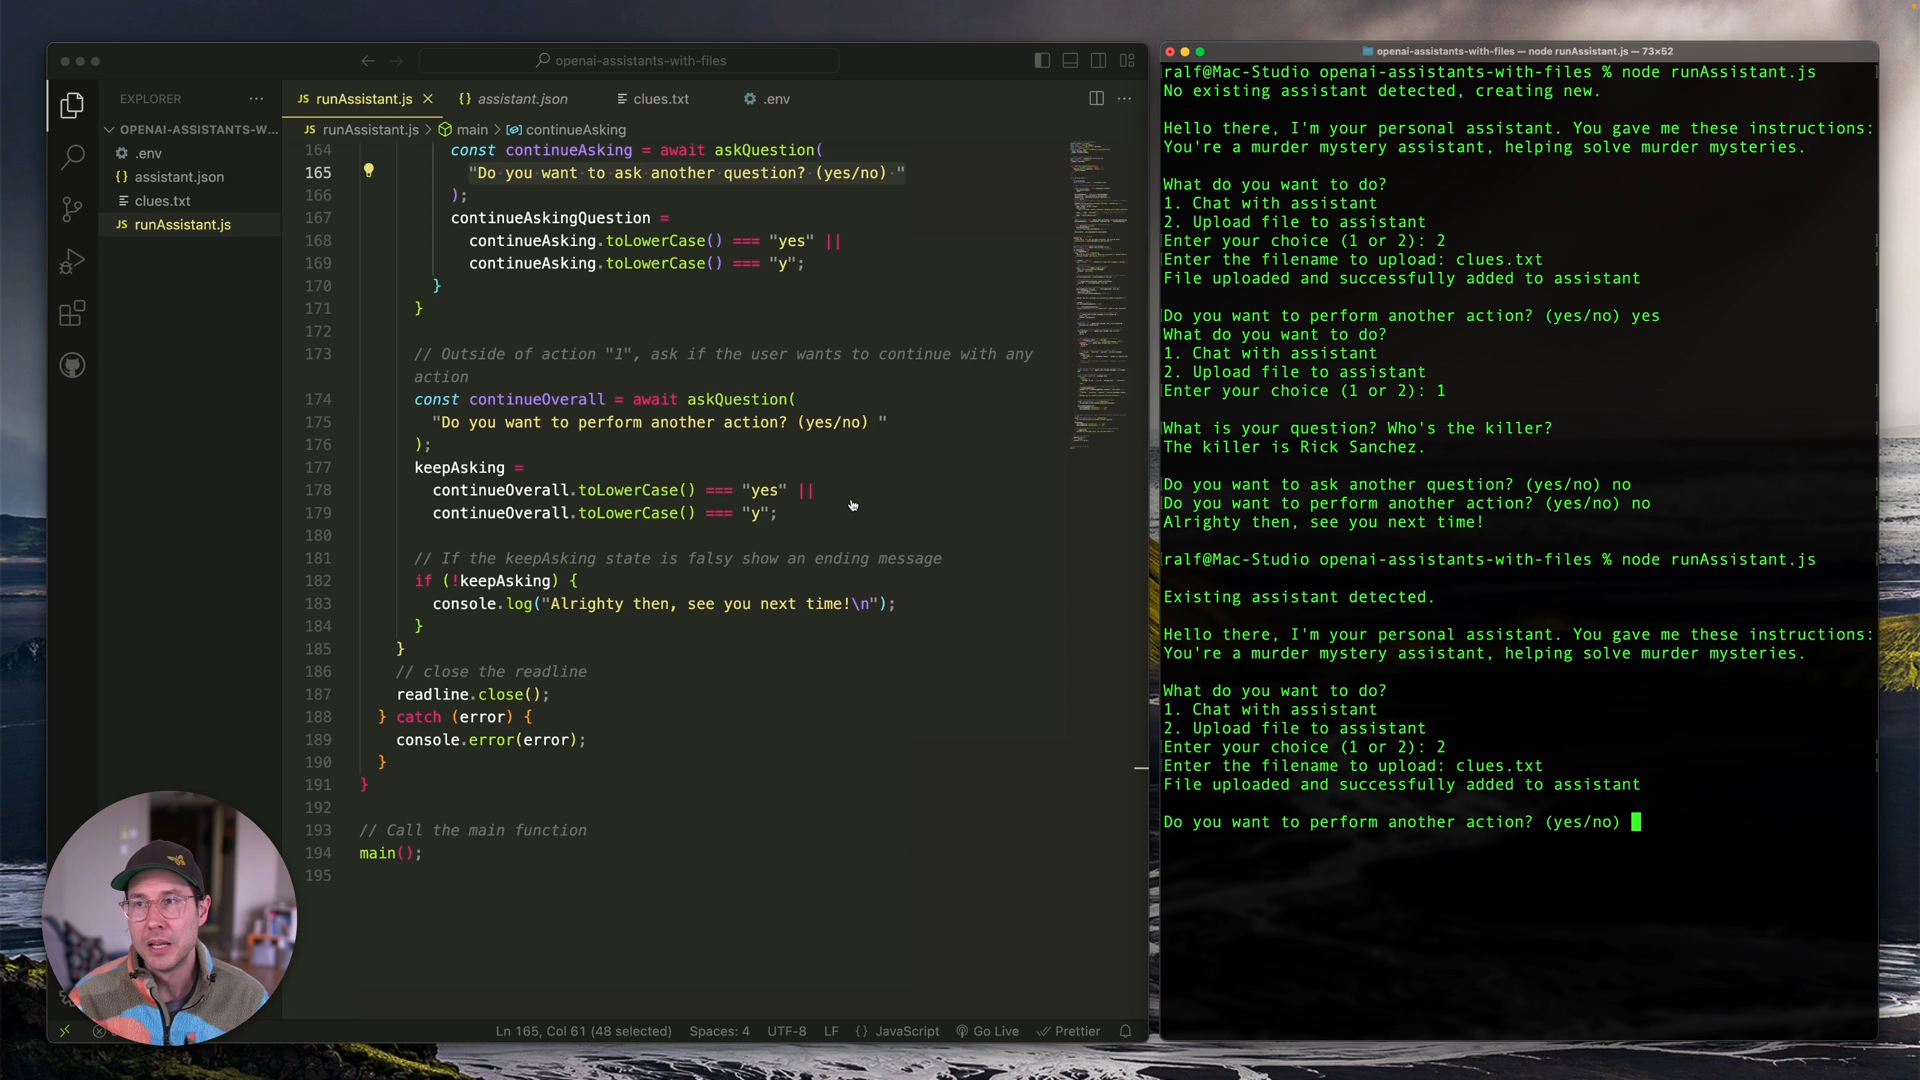 openai-assistants-with-files
EXPLORER
OPENAI-ASSISTANTS-W...
.env
{} assistant.json
clues.txt
JS runAssistant.js
JS runAssistant.js
{} assistant.json
clues.txt
.env
JS runAssistant.js > main > continueAsking
164 const continueAsking = await askQuestion(
165 "Do you want to ask another question? (yes/no) "
166 );
167 continueAskingQuestion =
168 continueAsking.toLowerCase() === "yes" ||
169 continueAsking.toLowerCase() === "y";
170 }
171 }
172
173 // Outside of action "1", ask if the user wants to continue with any
action
174 const continueOverall = await askQuestion(
175 "Do you want to perform another action? (yes/no) "
176 );
177 keepAsking =
178 continueOverall.toLowerCase() === "yes" ||
179 continueOverall.toLowerCase() === "y";
180
181 // If the keepAsking state is falsy show an ending message
182 if (!keepAsking) {
183 console.log("Alrighty then, see you next time!\n");
184 }
185 }
186 // close the readline
187 readline.close();
188 } catch (error) {
189 console.error(error);
190 }
191 }
192
193 // Call the main function
194 main();
195
Ln 165, Col 61 (48 selected) Spaces: 4 UTF-8 LF {} JavaScript Go Live Prettier
openai-assistants-with-files — node runAssistant.js — 73×52
ralf@Mac-Studio openai-assistants-with-files % node runAssistant.js
No existing assistant detected, creating new.
Hello there, I'm your personal assistant. You gave me these instructions:
You're a murder mystery assistant, helping solve murder mysteries.
What do you want to do?
1. Chat with assistant
2. Upload file to assistant
Enter your choice (1 or 2): 2
Enter the filename to upload: clues.txt
File uploaded and successfully added to assistant
Do you want to perform another action? (yes/no) yes
What do you want to do?
1. Chat with assistant
2. Upload file to assistant
Enter your choice (1 or 2): 1
What is your question? Who's the killer?
The killer is Rick Sanchez.
Do you want to ask another question? (yes/no) no
Do you want to perform another action? (yes/no) no
Alrighty then, see you next time!
ralf@Mac-Studio openai-assistants-with-files % node runAssistant.js
Existing assistant detected.
Hello there, I'm your personal assistant. You gave me these instructions:
You're a murder mystery assistant, helping solve murder mysteries.
What do you want to do?
1. Chat with assistant
2. Upload file to assistant
Enter your choice (1 or 2): 2
Enter the filename to upload: clues.txt
File uploaded and successfully added to assistant
Do you want to perform another action? (yes/no)